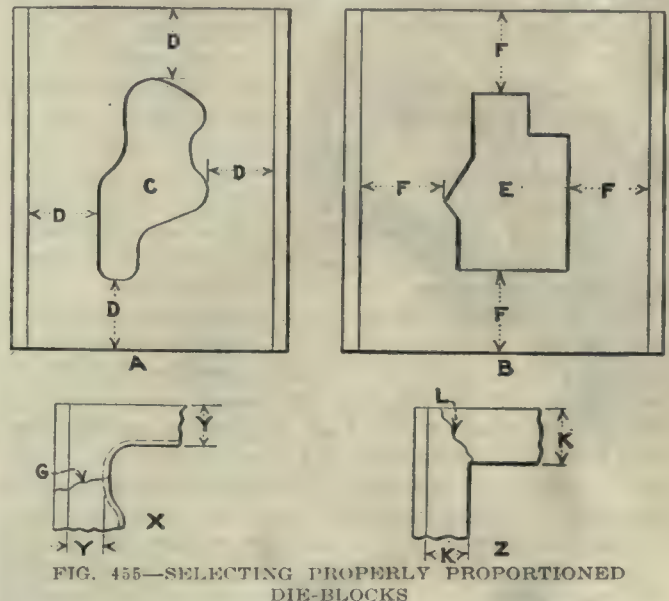 D F
C D E
D F F
D F
A B
L
Y K
G
X
Y K Z
FIG. 455—SELECTING PROPERLY PROPORTIONED
DIE-BLOCKS